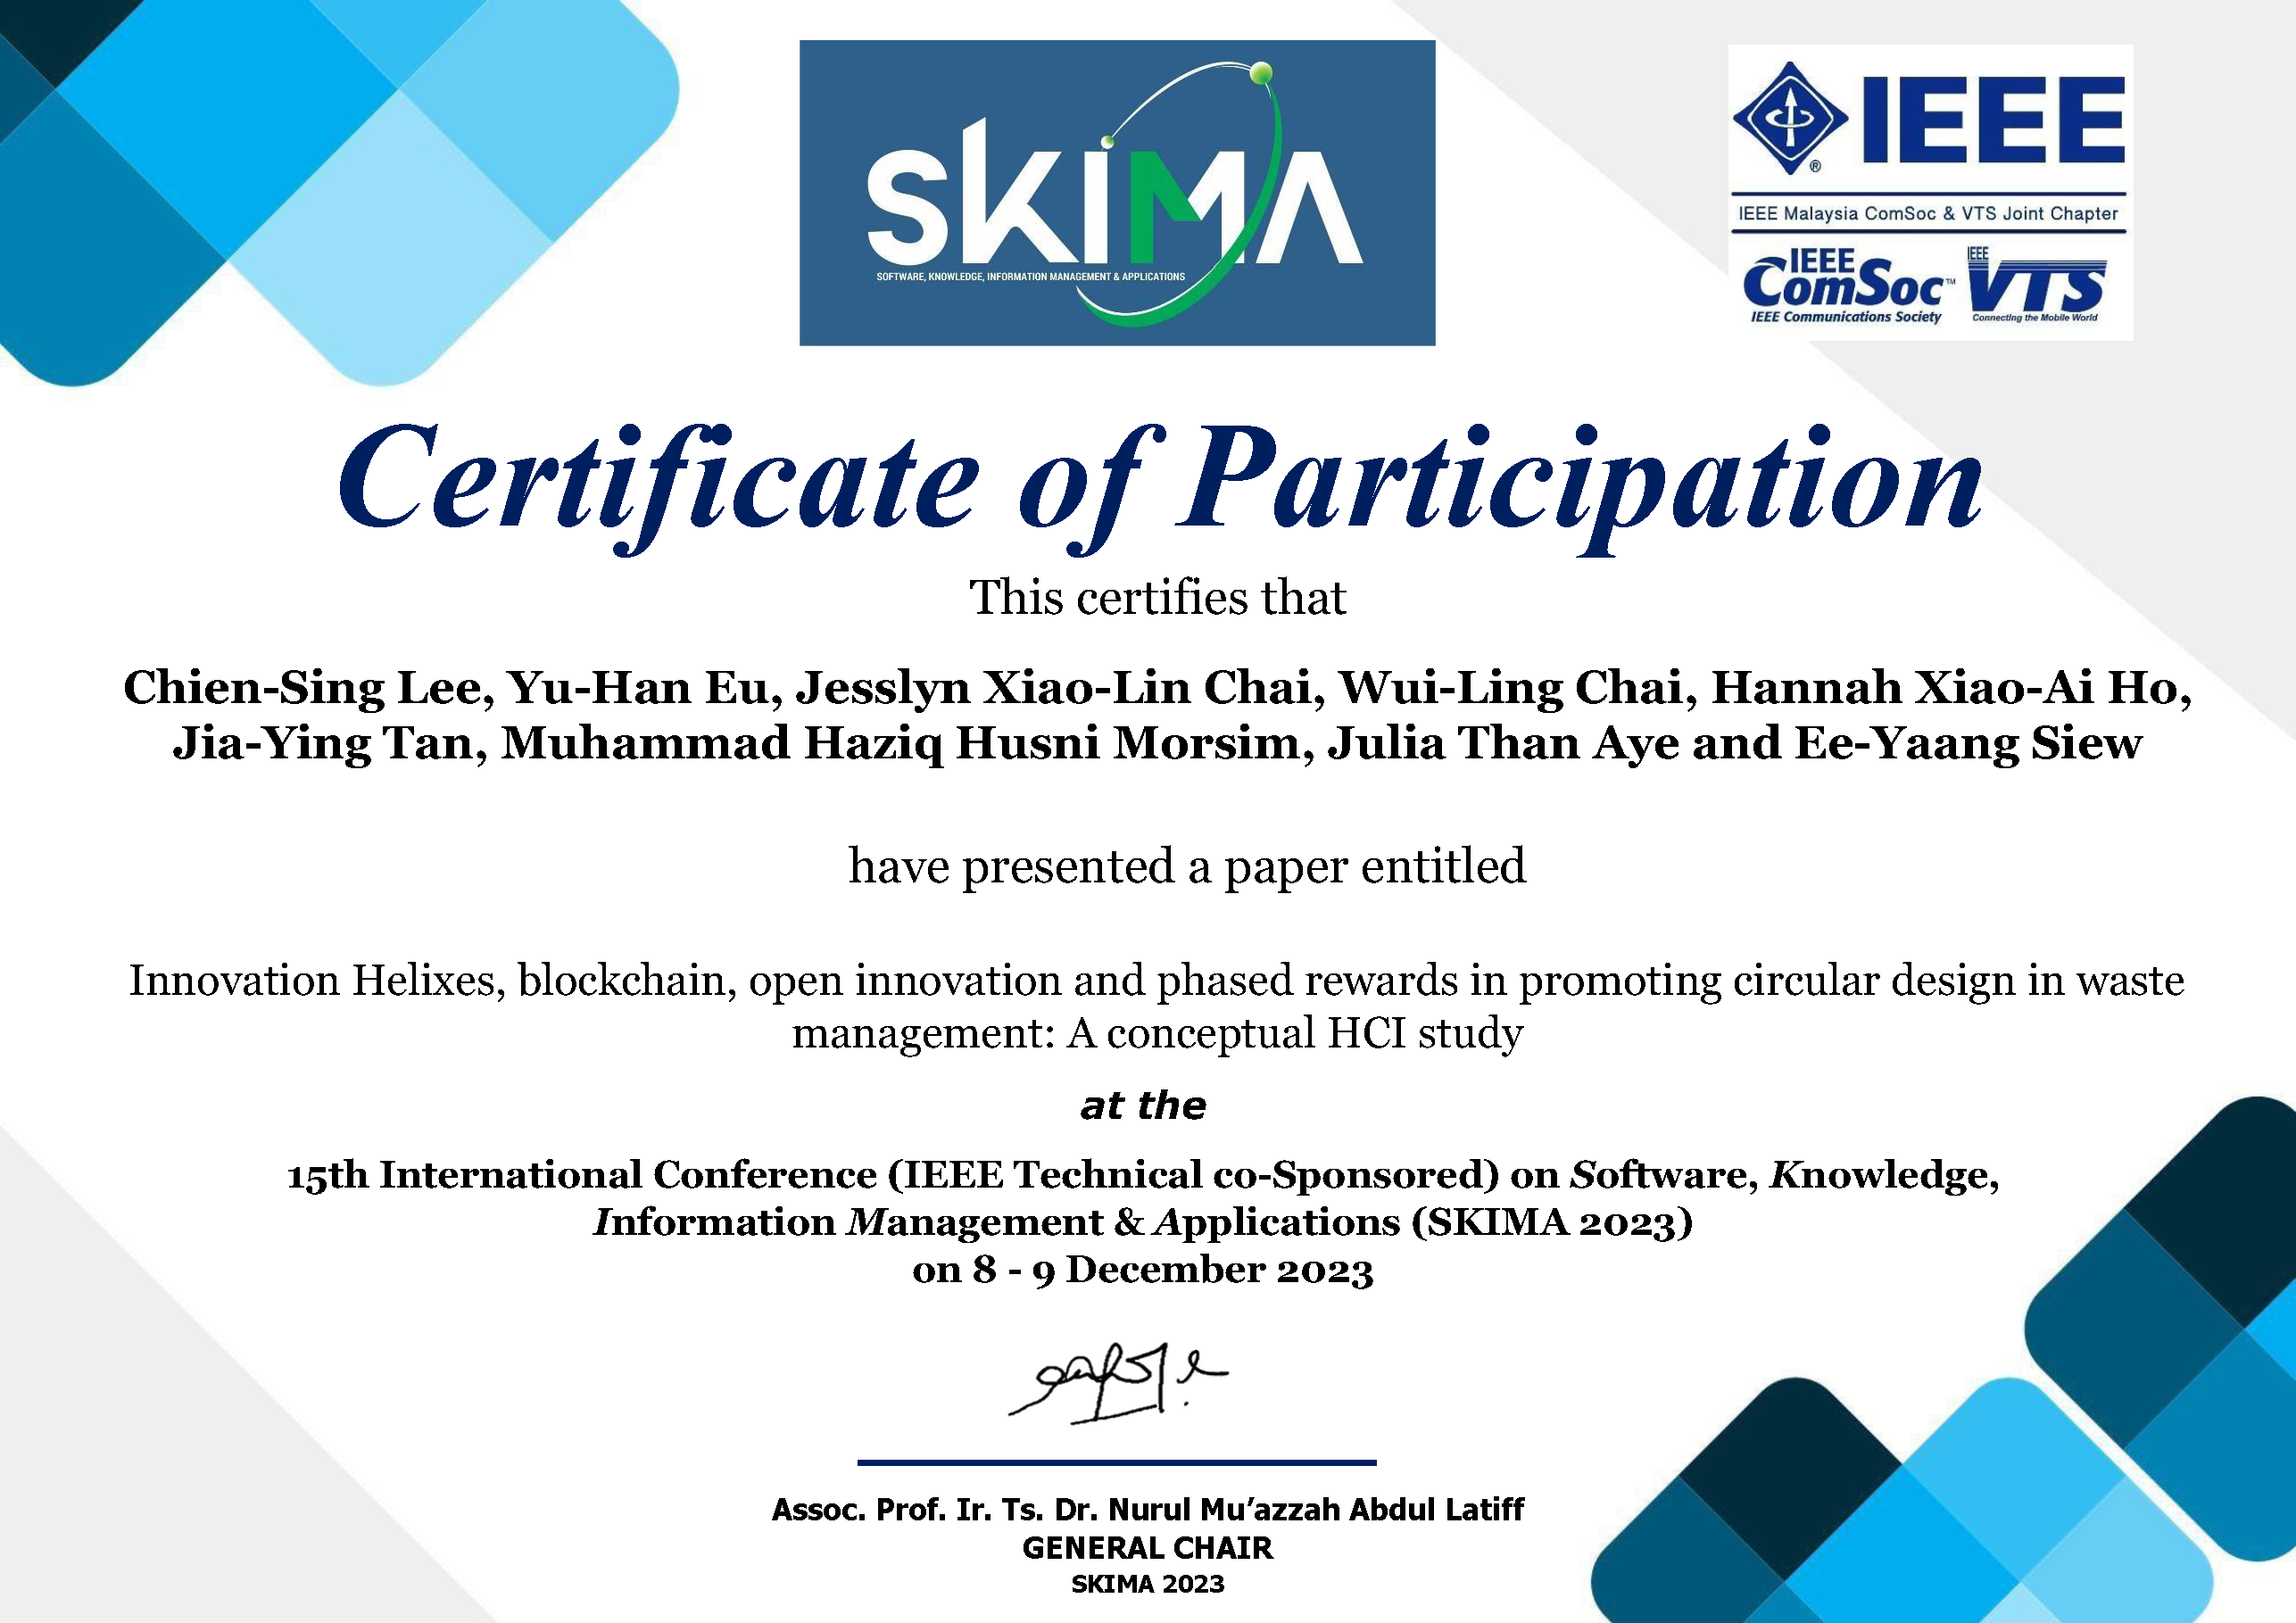 SKIMA
SOFTWARE, KNOWLEDGE, INFORMATION MANAGEMENT & APPLICATIONS
IEEE
®
IEEE Malaysia ComSoc & VTS Joint Chapter
IEEE
ComSoc™
IEEE Communications Society
IEEE
VTS
Connecting the Mobile World
Certificate of Participation
This certifies that
Chien-Sing Lee, Yu-Han Eu, Jesslyn Xiao-Lin Chai, Wui-Ling Chai, Hannah Xiao-Ai Ho,
Jia-Ying Tan, Muhammad Haziq Husni Morsim, Julia Than Aye and Ee-Yaang Siew
have presented a paper entitled
Innovation Helixes, blockchain, open innovation and phased rewards in promoting circular design in waste
management: A conceptual HCI study
at the
15th International Conference (IEEE Technical co-Sponsored) on Software, Knowledge,
Information Management & Applications (SKIMA 2023)
on 8 - 9 December 2023
Assoc. Prof. Ir. Ts. Dr. Nurul Mu’azzah Abdul Latiff
GENERAL CHAIR
SKIMA 2023